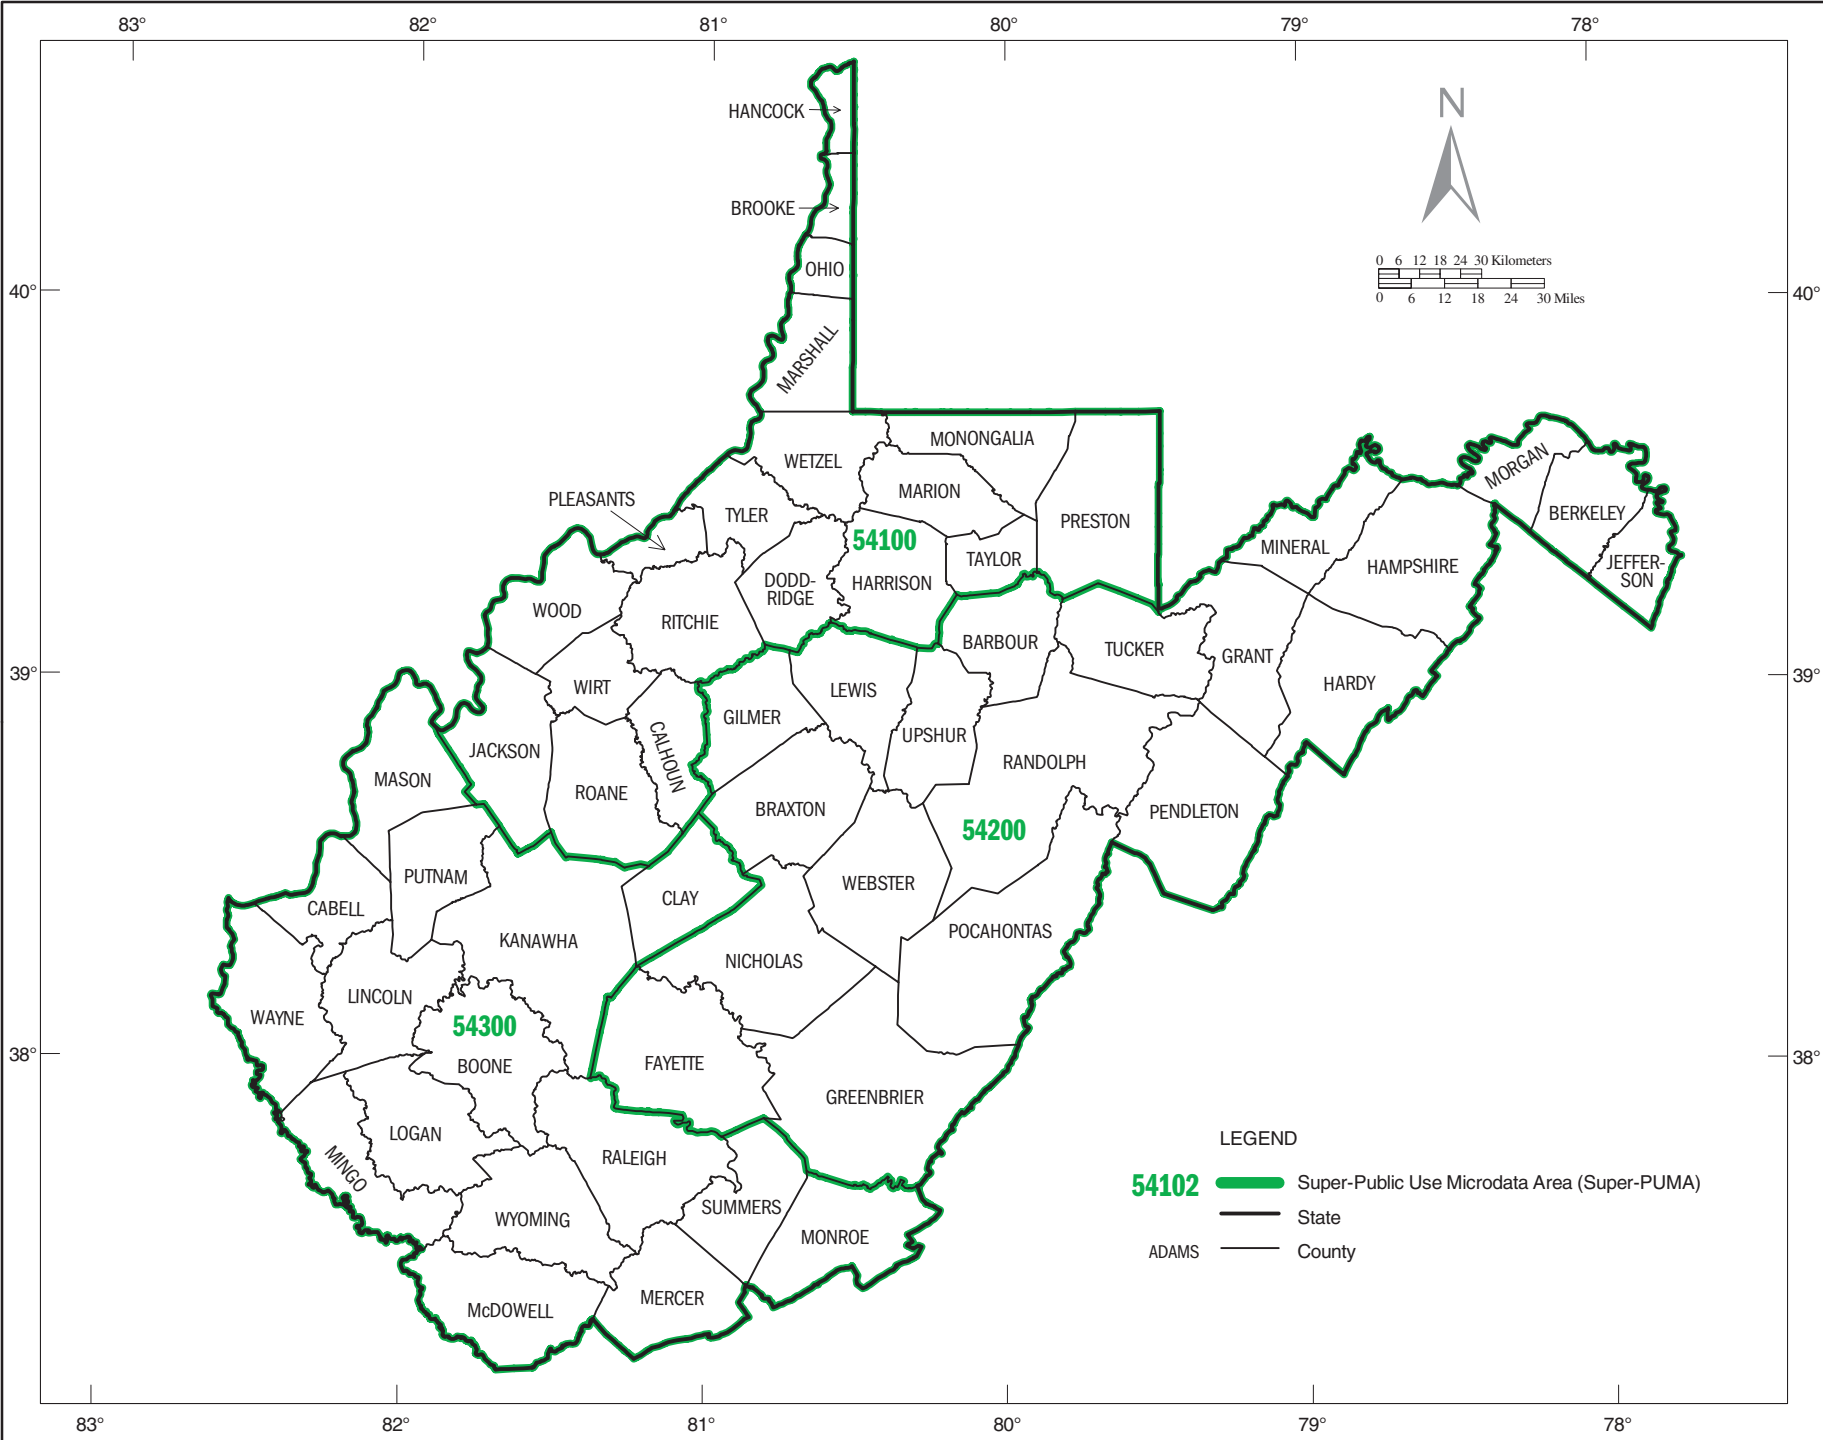 83° 82° 81° 80° 79° 78°
HANCOCK
N
BROOKE
OHIO
0 6 12 18 24 30 Kilometers
40° 40°
0 6 12 18 24 30 Miles
MARSHALL
MONONGALIA
WETZEL
MORGAN
MARION
PLEASANTS
TYLER
BERKELEY
PRESTON
54100
MINERAL
TAYLOR
HAMPSHIRE
JEFFER-
SON
DODD-
RIDGE
HARRISON
WOOD
RITCHIE
BARBOUR
TUCKER
GRANT
39° 39°
WIRT
LEWIS
HARDY
GILMER
UPSHUR
JACKSON
CALHOUN
RANDOLPH
MASON
ROANE
BRAXTON
PENDLETON
54200
PUTNAM
WEBSTER
CLAY
CABELL
POCAHONTAS
KANAWHA
NICHOLAS
LINCOLN
WAYNE
54300
38° 38°
BOONE
FAYETTE
GREENBRIER
LOGAN
LEGEND
RALEIGH
MINGO
54102 Super-Public Use Microdata Area (Super-PUMA)
SUMMERS
State
WYOMING
MONROE
ADAMS County
MERCER
McDOWELL
83° 82° 81° 80° 79° 78°